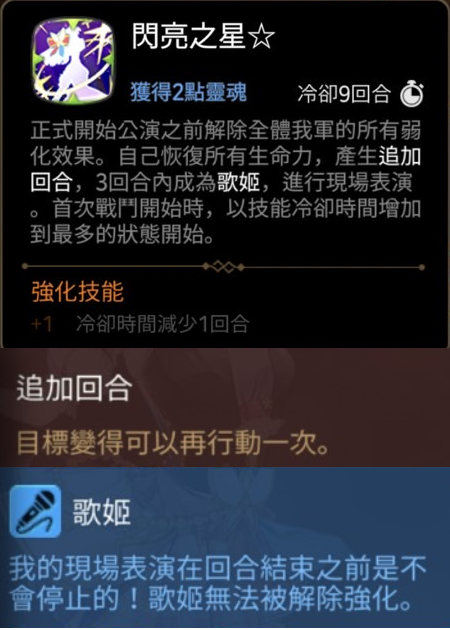 閃亮之星☆
獲得2點靈魂
冷卻9回合
正式開始公演之前解除全體我軍的所有弱
化效果。自己恢復所有生命力，產生追加
回合，3回合內成為歌姬，進行現場表演
。首次戰鬥開始時，以技能冷卻時間增加
到最多的狀態開始。
強化技能
+1 冷卻時間減少1回合
追加回合
目標變得可以再行動一次。
歌姬
我的現場表演在回合結束之前是不
會停止的！歌姬無法被解除強化。